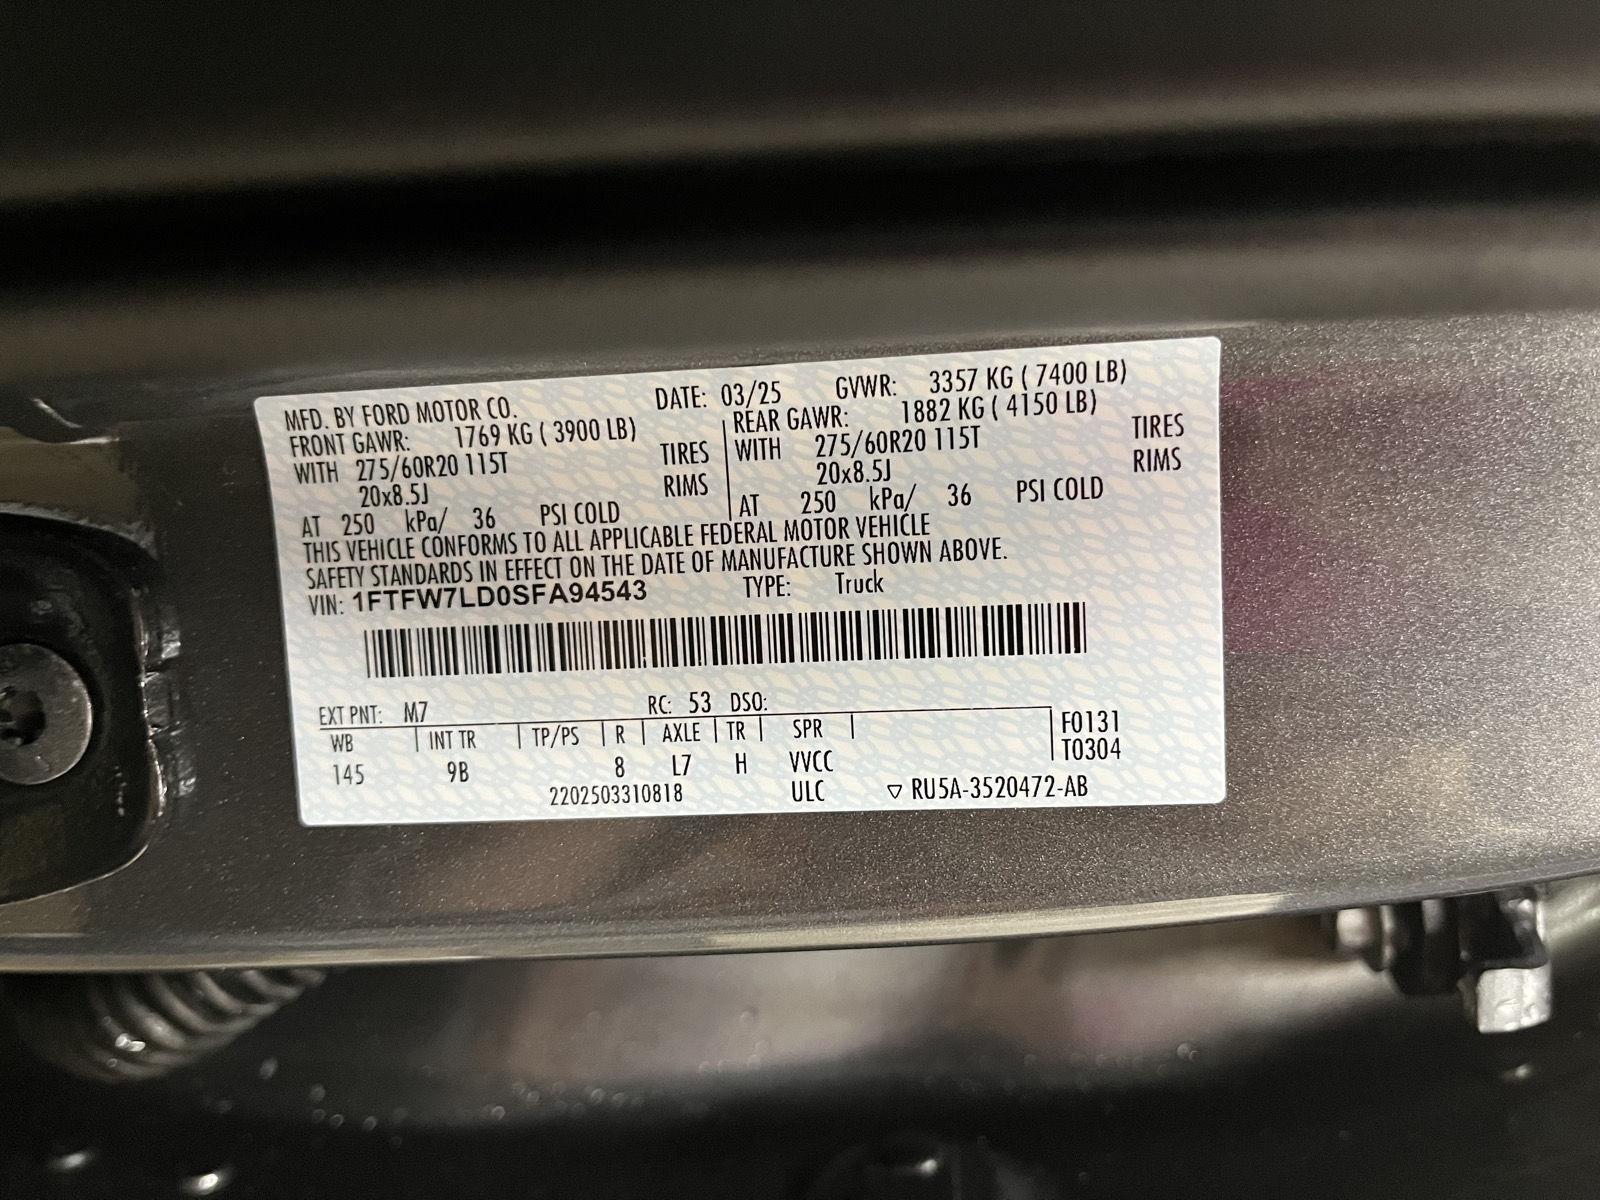 MFD. BY FORD MOTOR CO. DATE: 03/25 GVWR: 3357 KG ( 7400 LB)
FRONT GAWR: 1769 KG ( 3900 LB) REAR GAWR: 1882 KG ( 4150 LB)
WITH 275/60R20 115T TIRES WITH 275/60R20 115T TIRES
20x8.5J RIMS 20x8.5J RIMS
AT 250 kPa/ 36 PSI COLD AT 250 kPa/ 36 PSI COLD
THIS VEHICLE CONFORMS TO ALL APPLICABLE FEDERAL MOTOR VEHICLE
SAFETY STANDARDS IN EFFECT ON THE DATE OF MANUFACTURE SHOWN ABOVE.
VIN: 1FTFW7LD0SFA94543 TYPE: Truck
EXT PNT: M7 RC: 53 DSO:
WB INT TR TP/PS R AXLE TR SPR F0131
145 9B 8 L7 H VVCC T0304
2202503310818 ULC ▽ RU5A-3520472-AB